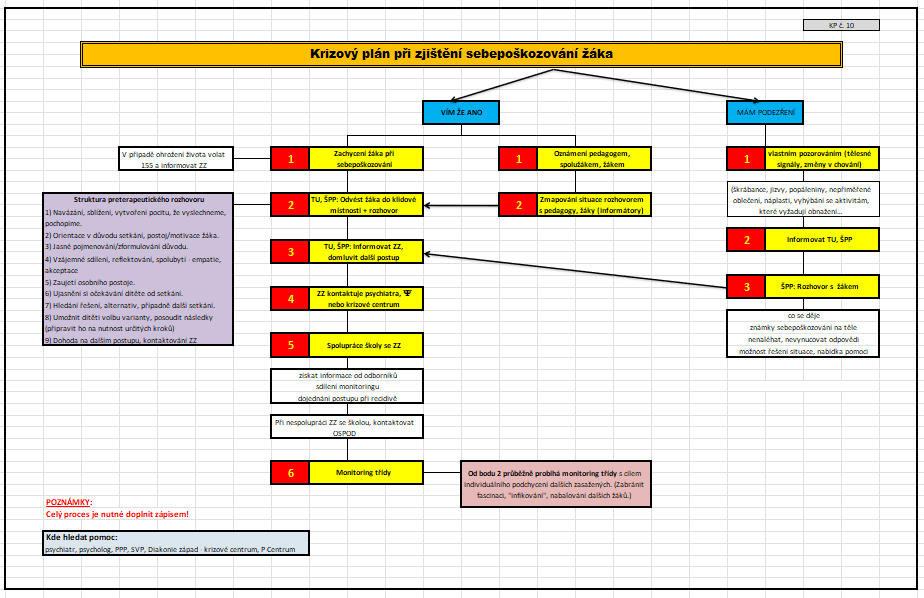 KP č. 10
Krizový plán při zjištění sebepoškozování žáka
VÍM ŽE ANO
MÁM PODEZŘENÍ
V případě ohrožení života volat
155 a informovat ZZ
1
Zachycení žáka při
sebepoškozování
1
Oznámení pedagogem,
spolužákem, žákem
1
vlastním pozorováním (tělesné
signály, změny v chování)
(škrábance, jizvy, popáleniny, nepřiměřené
oblečení, náplasti, vyhýbání se aktivitám,
které vyžadují obnažení...
Struktura preterapeutického rozhovoru
1) Navázání, sblížení, vytvoření pocitu, že vyslechneme,
pochopíme.
2) Orientace v důvodu setkání, postoj/motivace žáka.
3) Jasné pojmenování/zformulování důvodu.
4) Vzájemné sdílení, reflektování, spolubytí - empatie,
akceptace
5) Zaujetí osobního postoje.
6) Ujasnění si očekávání dítěte od setkání.
7) Hledání řešení, alternativ, případně další setkání.
8) Umožnit dítěti volbu varianty, posoudit následky
(připravit ho na nutnost určitých kroků)
9) Dohoda na dalším postupu, kontaktování ZZ
2
TU, ŠPP: Odvést žáka do klidové
místnosti + rozhovor
2
Zmapování situace rozhovorem
s pedagogy, žáky (informátory)
2
Informovat TU, ŠPP
3
TU, ŠPP: Informovat ZZ,
domluvit další postup
3
ŠPP: Rozhovor s žákem
co se děje
známky sebepoškozování na těle
nenaléhat, nevynucovat odpovědi
možnost řešení situace, nabídka pomoci
4
ZZ kontaktuje psychiatra, Ψ
nebo krizové centrum
5
Spolupráce školy se ZZ
získat informace od odborníků
sdílení monitoringu
dojednání postupu při recidivě
Při nespolupráci ZZ se školou, kontaktovat
OSPOD
6
Monitoring třídy
Od bodu 2 průběžně probíhá monitoring třídy s cílem
individuálního podchycení dalších zasažených. (Zabránit
fascinaci, "infikování", nabalování dalších žáků.)
POZNÁMKY:
Celý proces je nutné doplnit zápisem!
Kde hledat pomoc:
psychiatr, psycholog, PPP, SVP, Diakonie západ - krizové centrum, P Centrum